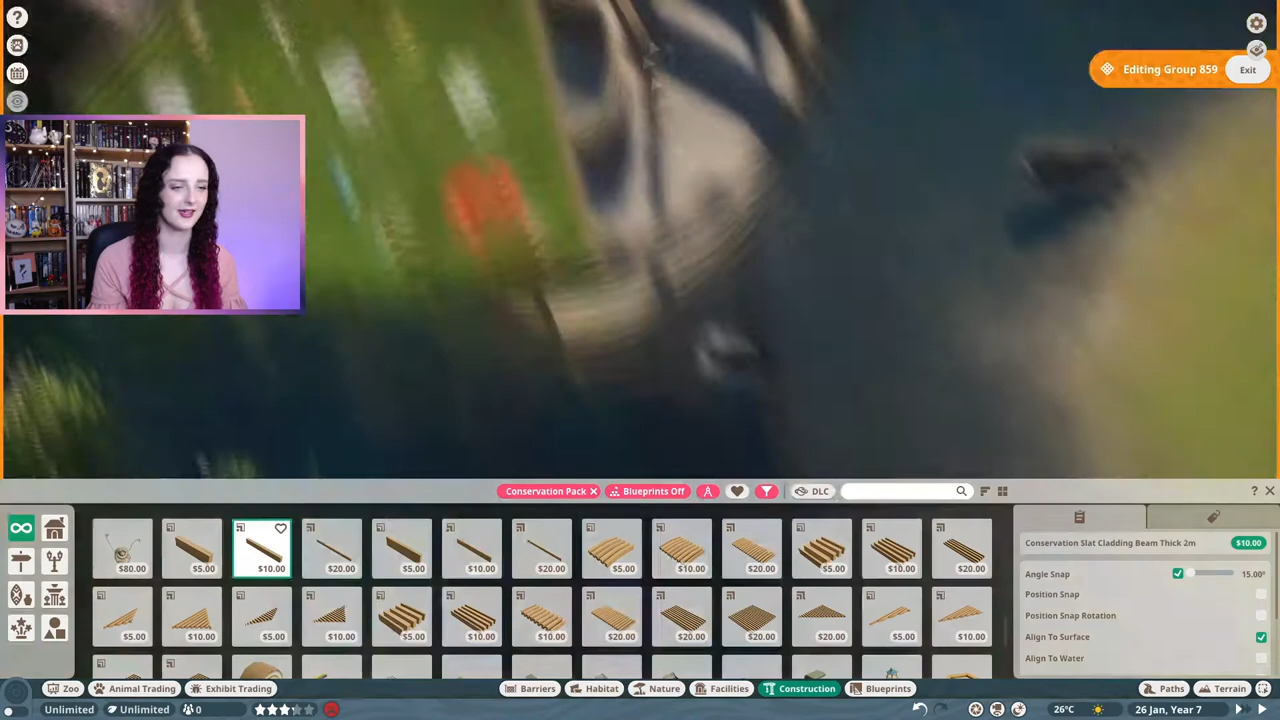 Editing Group 859
Exit
Conservation Pack
Blueprints Off
DLC
$80.00 $5.00 $10.00 $20.00 $5.00 $10.00 $20.00 $5.00 $10.00 $20.00 $5.00 $10.00 $20.00
$5.00 $10.00 $5.00 $10.00 $5.00 $10.00 $10.00 $20.00 $20.00 $20.00 $20.00 $5.00 $10.00
Conservation Slat Cladding Beam Thick 2m $10.00
Angle Snap 15.00°
Position Snap
Position Snap Rotation
Align To Surface
Align To Water
Zoo Animal Trading Exhibit Trading Barriers Habitat Nature Facilities Construction Blueprints Paths Terrain
Unlimited Unlimited 0 26°C 26 Jan, Year 7